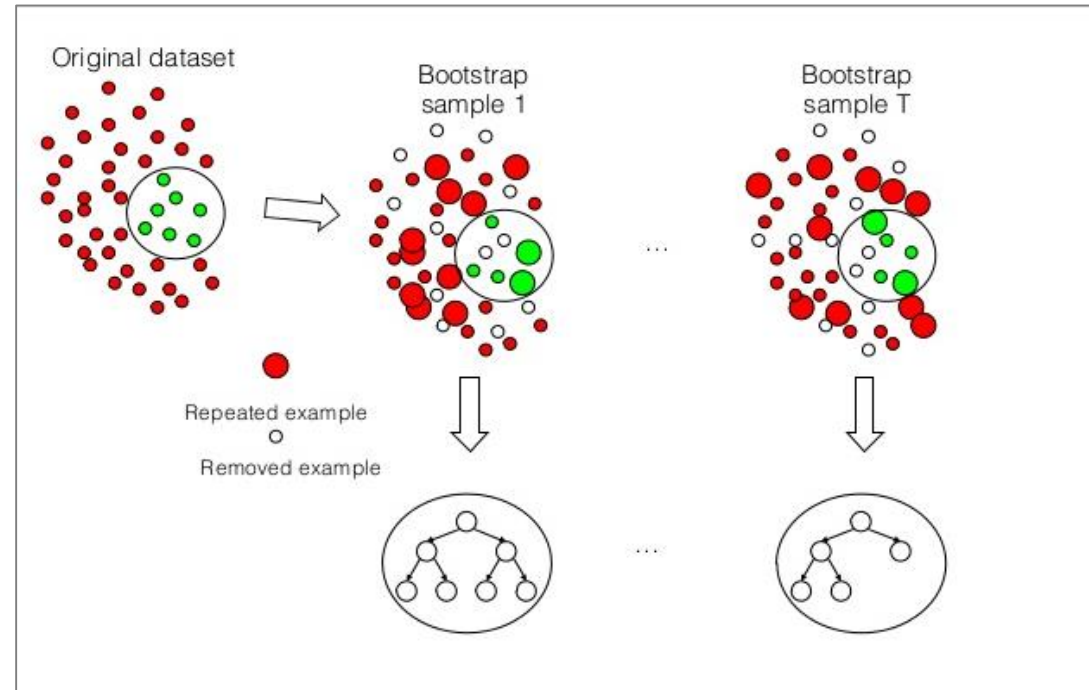 Original dataset
Bootstrap
sample 1
Bootstrap
sample T
...
Repeated example
Removed example
...